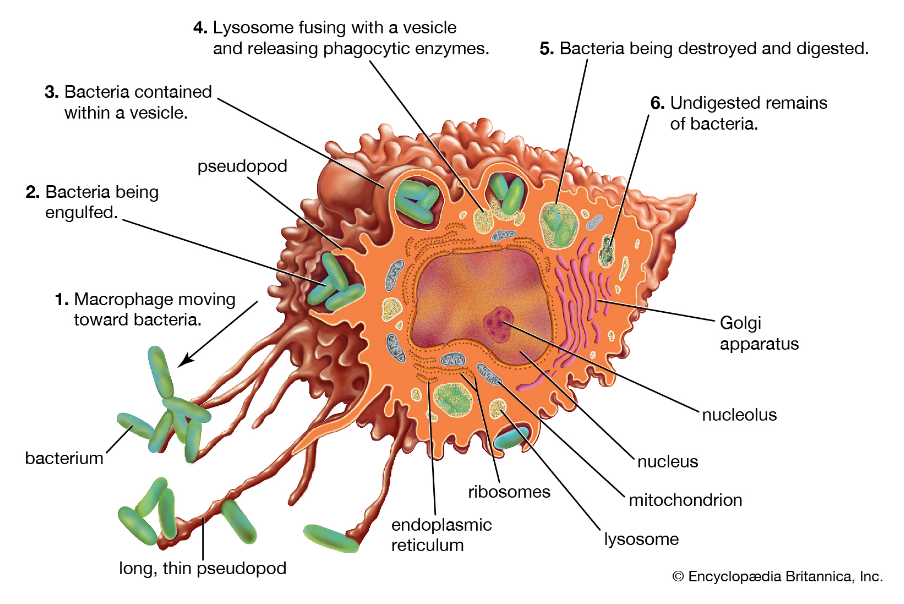 4. Lysosome fusing with a vesicle
and releasing phagocytic enzymes.
5. Bacteria being destroyed and digested.
3. Bacteria contained
within a vesicle.
6. Undigested remains
of bacteria.
pseudopod
2. Bacteria being
engulfed.
1. Macrophage moving
toward bacteria.
Golgi
apparatus
nucleolus
bacterium
nucleus
ribosomes
mitochondrion
endoplasmic
reticulum
lysosome
long, thin pseudopod
© Encyclopædia Britannica, Inc.